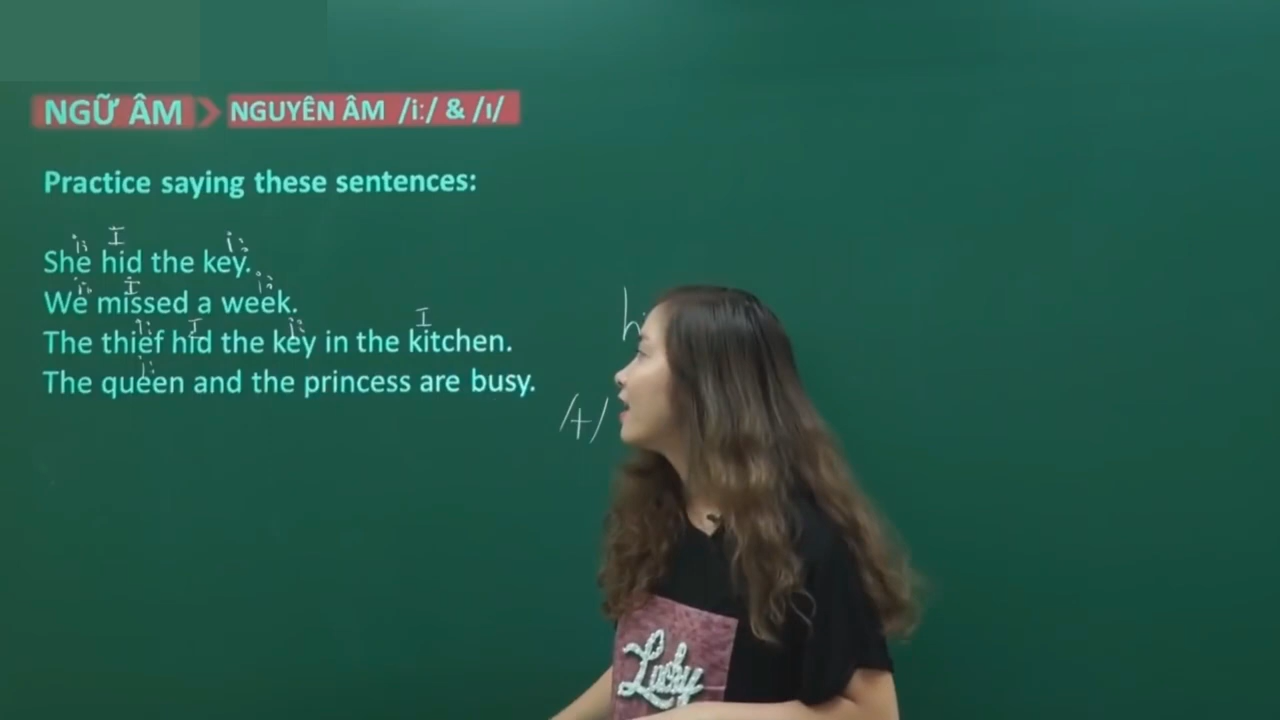 NGỮ ÂM > NGUYÊN ÂM /i:/ & /ɪ/
Practice saying these sentences:
i: I i:
She hid the key.
i: I i:
We missed a week.
i: I i: I
The thief hid the key in the kitchen.
i:
The queen and the princess are busy.
/t/
Lucky